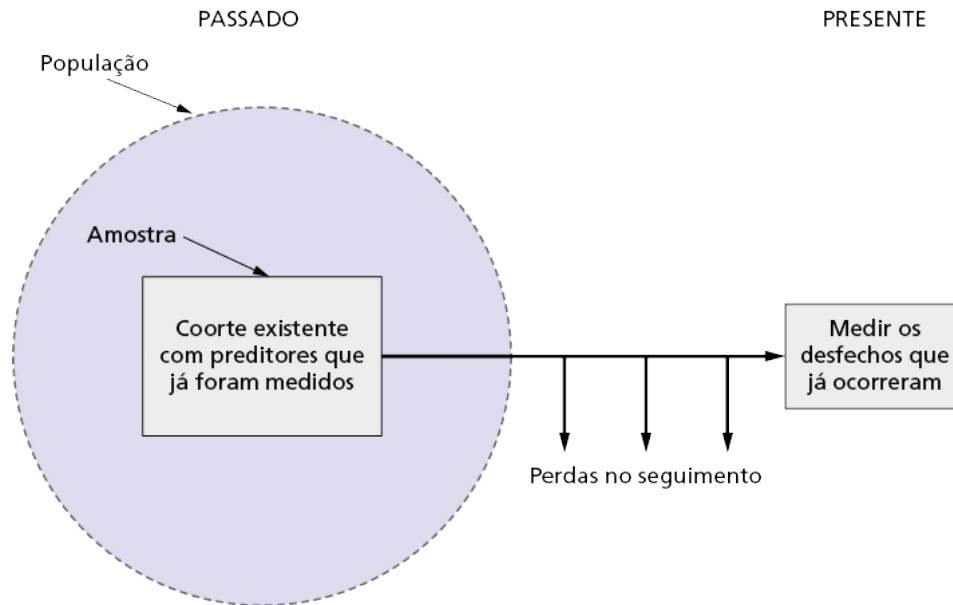 PASSADO
PRESENTE
População
Amostra
Coorte existente
com preditores que
já foram medidos
Medir os
desfechos que
já ocorreram
Perdas no seguimento